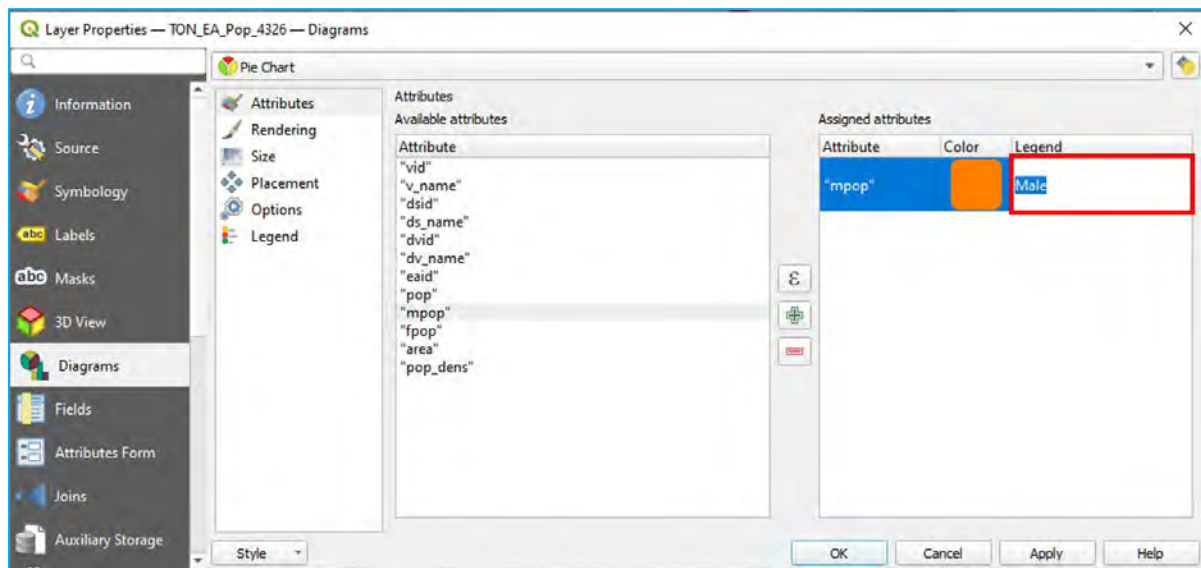 Layer Properties — TON_EA_Pop_4326 — Diagrams
Pie Chart
Information
Source
Symbology
abc Labels
abc Masks
3D View
Diagrams
Fields
Attributes Form
Joins
Auxiliary Storage
Attributes
Rendering
Size
Placement
Options
Legend
Style
Attributes
Available attributes
Attribute
"vid"
"v_name"
"dsid"
"ds_name"
"dvid"
"dv_name"
"eaid"
"pop"
"mpop"
"fpop"
"area"
"pop_dens"
ε
Assigned attributes
Attribute Color Legend
"mpop" Male
OK Cancel Apply Help